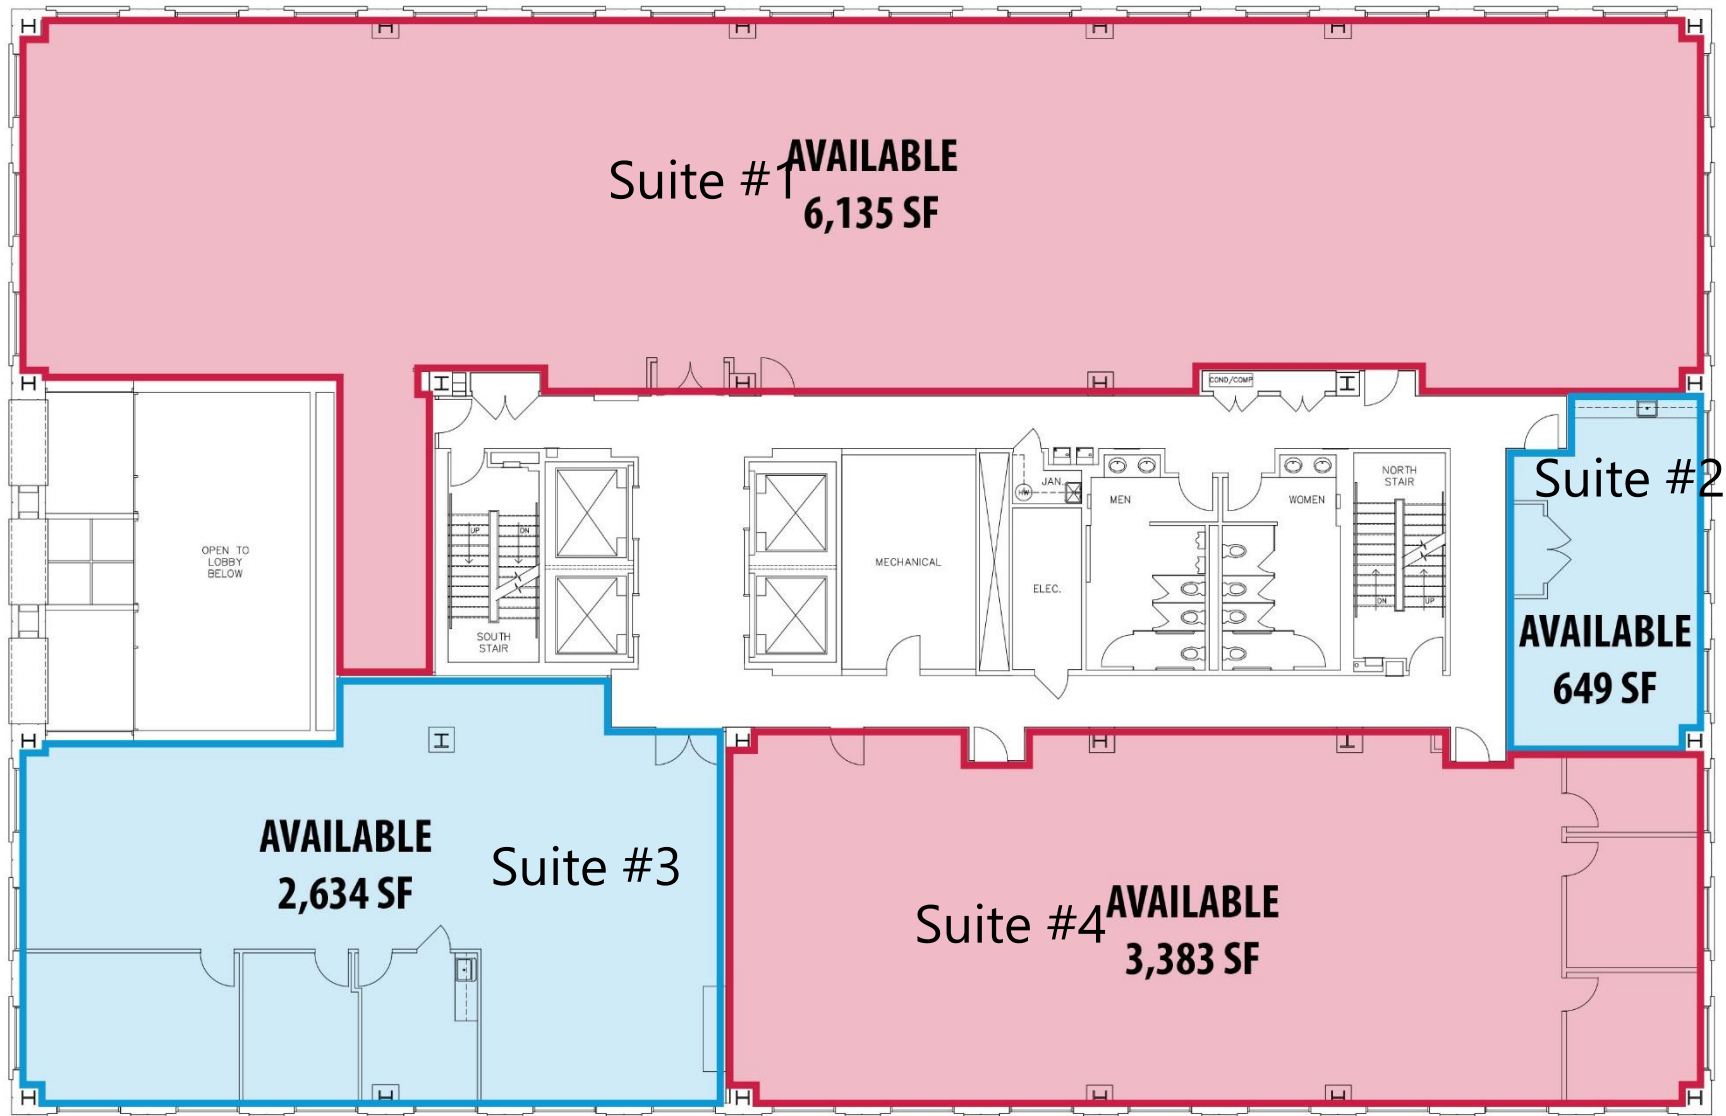 AVAILABLE
Suite #1
6,135 SF
COND/COMP
Suite #2
NORTH
STAIR
JAN.
HW
MEN
WOMEN
UP
DN
OPEN TO
LOBBY
BELOW
MECHANICAL
ELEC.
DN
UP
SOUTH
STAIR
AVAILABLE
649 SF
AVAILABLE
2,634 SF
Suite #3
AVAILABLE
Suite #4
3,383 SF